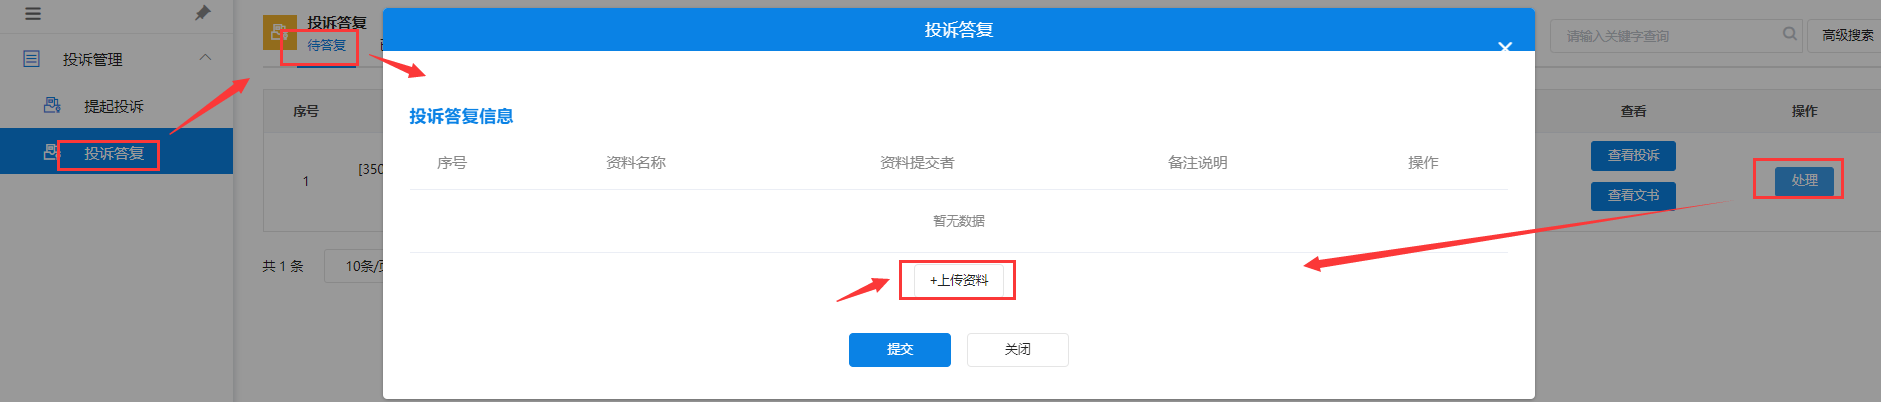 投诉管理
提起投诉
投诉答复
投诉答复
待答复
请输入关键字查询
高级搜索
序号
查看
操作
1
[350
查看投诉
查看文书
处理
共 1 条
10条/
投诉答复
投诉答复信息
序号 资料名称 资料提交者 备注说明 操作
暂无数据
+上传资料
提交
关闭